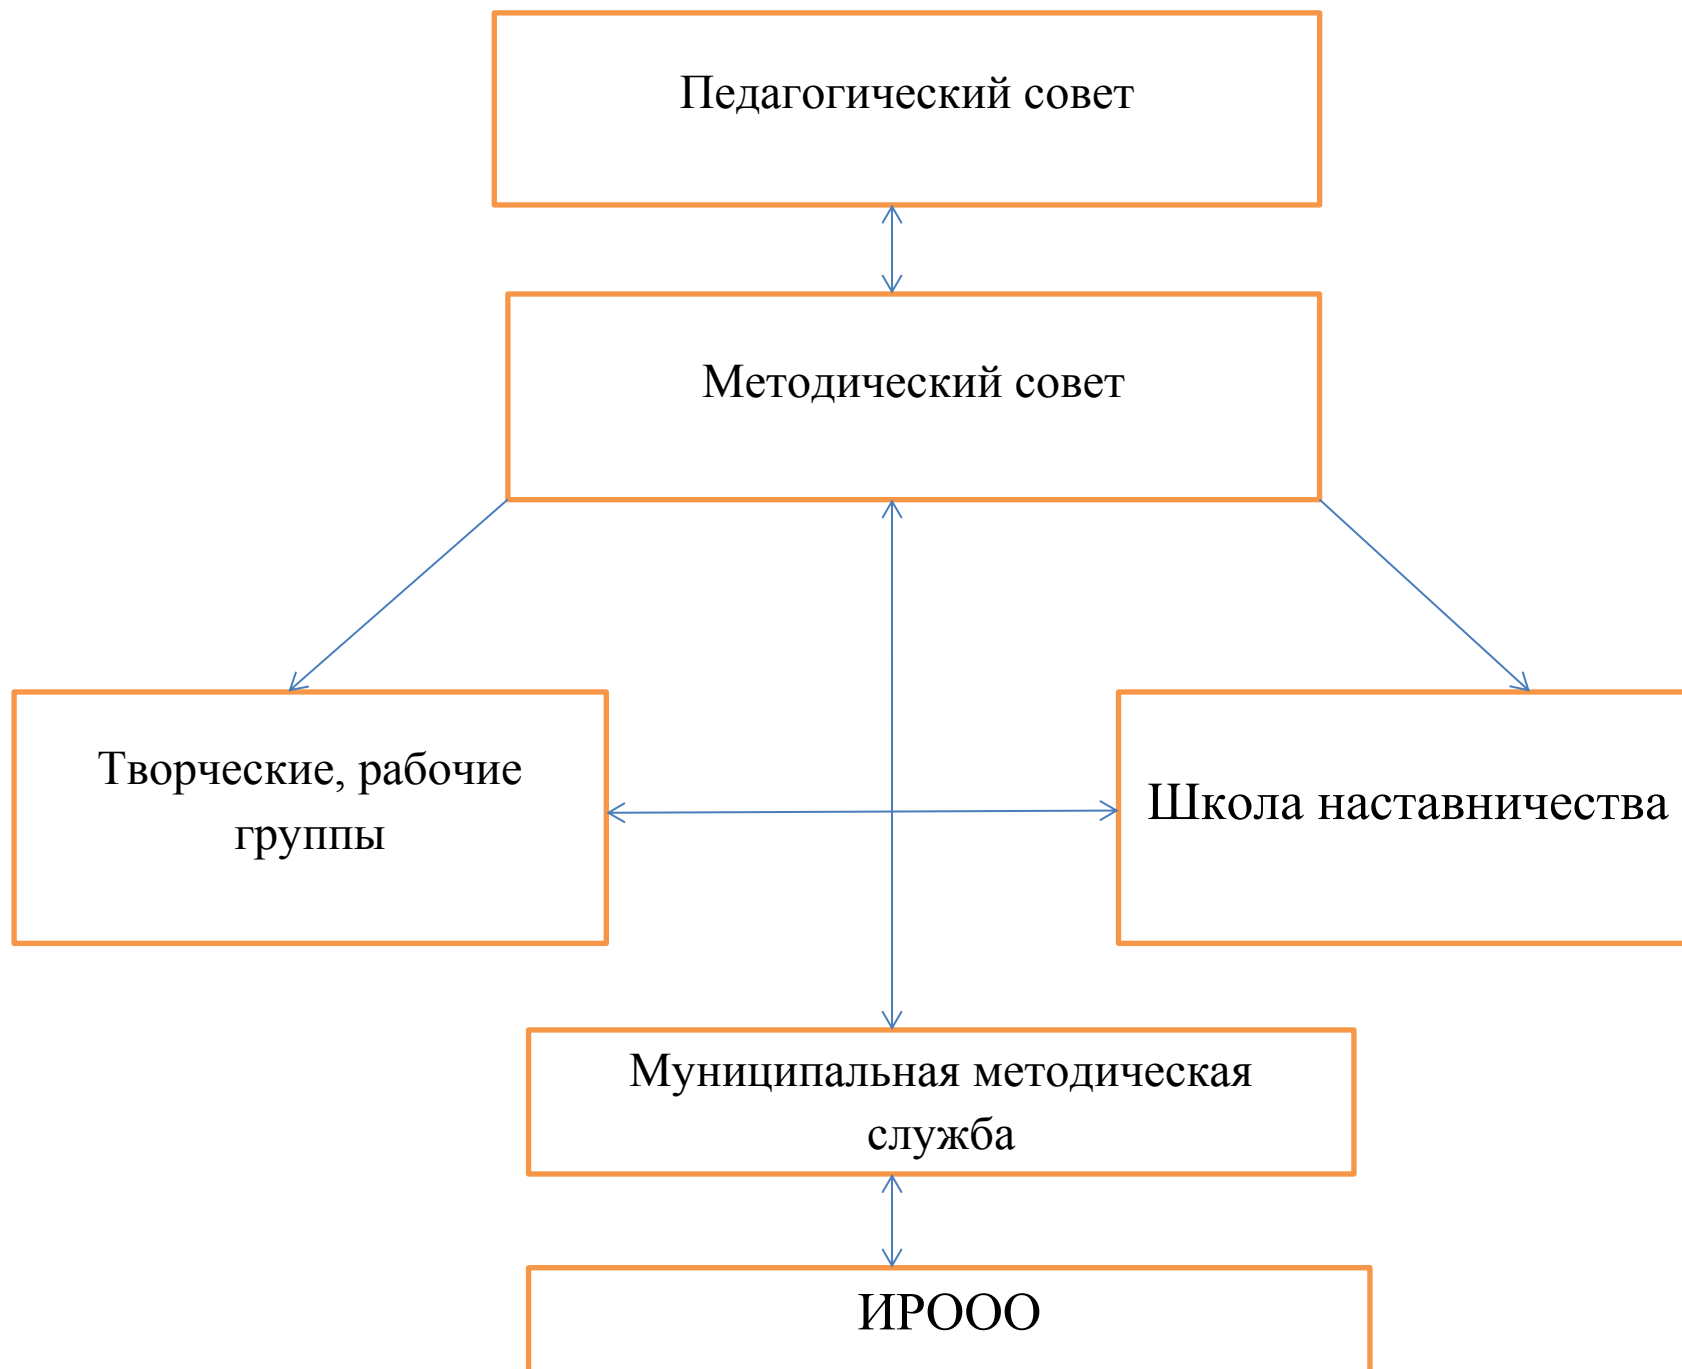 Педагогический совет
Методический совет
Творческие, рабочие
группы
Школа наставничества
Муниципальная методическая
служба
ИРООО